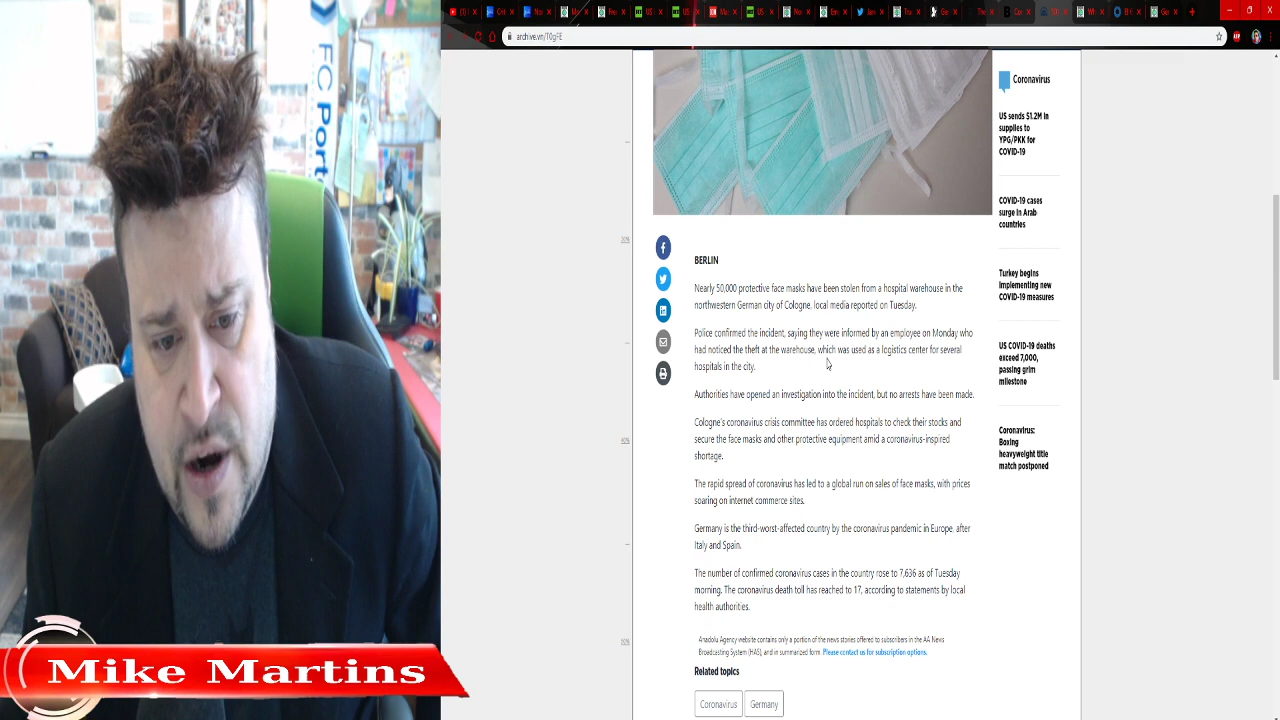 archive.vn/T0gFE
FC Port
Coronavirus
US sends $1.2M in
supplies to
YPG/PKK for
COVID-19
COVID-19 cases
surge in Arab
countries
Turkey begins
implementing new
COVID-19 measures
US COVID-19 deaths
exceed 7,000,
passing grim
milestone
Coronavirus:
Boxing
heavyweight title
match postponed
BERLIN
Nearly 50,000 protective face masks have been stolen from a hospital warehouse in the
northwestern German city of Cologne, local media reported on Tuesday.
Police confirmed the incident, saying they were informed by an employee on Monday who
had noticed the theft at the warehouse, which was used as a logistics center for several
hospitals in the city.
Authorities have opened an investigation into the incident, but no arrests have been made.
Cologne's coronavirus crisis committee has ordered hospitals to check their stocks and
secure the face masks and other protective equipment amid a coronavirus-inspired
shortage.
The rapid spread of coronavirus has led to a global run on sales of face masks, with prices
soaring on internet commerce sites.
Germany is the third-worst-affected country by the coronavirus pandemic in Europe, after
Italy and Spain.
The number of confirmed coronavirus cases in the country rose to 7,636 as of Tuesday
morning. The coronavirus death toll has reached to 17, according to statements by local
health authorities.
Anadolu Agency website contains only a portion of the news stories offered to subscribers in the AA News
Broadcasting System (HAS), and in summarized form. Please contact us for subscription options.
Related topics
Coronavirus Germany
Mike Martins